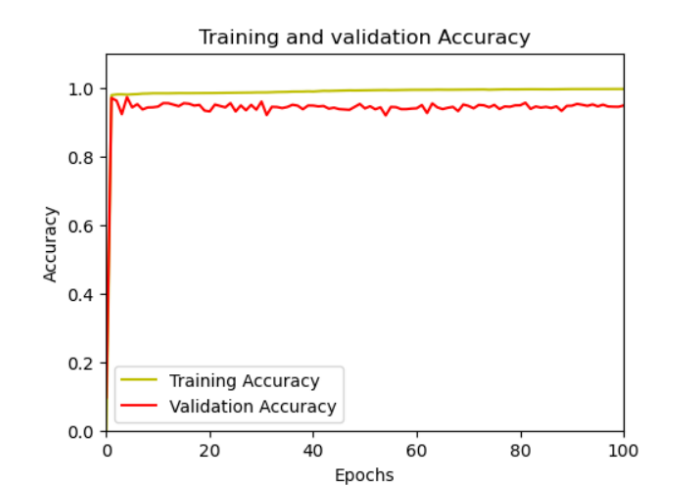 Training and validation Accuracy
1.0
0.8
0.6
0.4
0.2
0.0
Accuracy
Training Accuracy
Validation Accuracy
0 20 40 60 80 100
Epochs